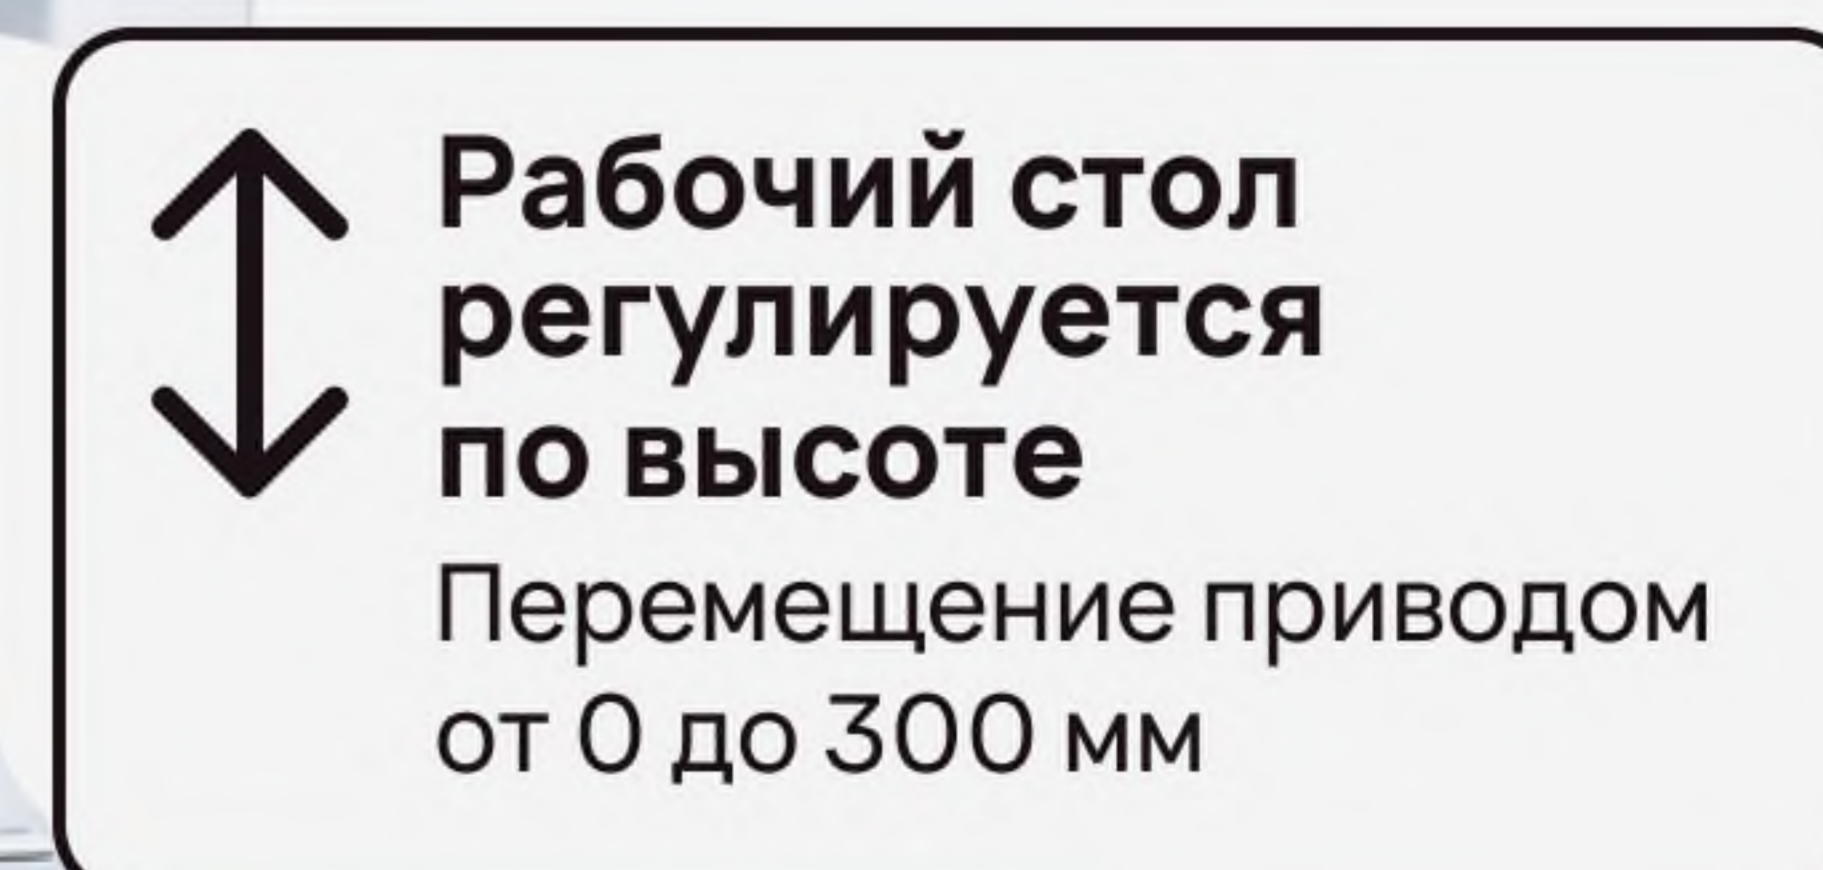 Рабочий стол
регулируется
по высоте
Перемещение приводом
от 0 до 300 мм